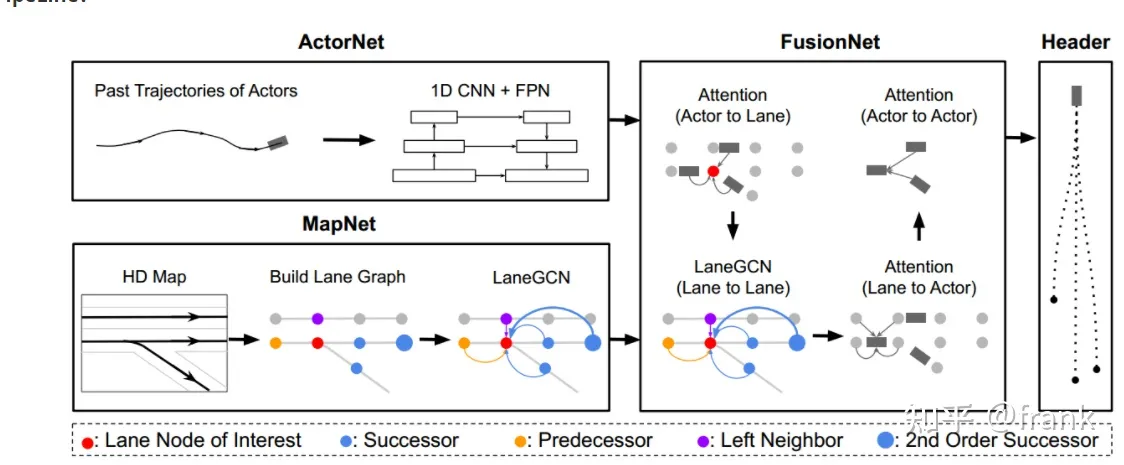 ActorNet
Past Trajectories of Actors
1D CNN + FPN
MapNet
HD Map
Build Lane Graph
LaneGCN
FusionNet
Attention
(Actor to Lane)
LaneGCN
(Lane to Lane)
Attention
(Lane to Actor)
Attention
(Actor to Actor)
Header
: Lane Node of Interest
: Successor
: Predecessor
: Left Neighbor
: 2nd Order Successor
知乎 @frank